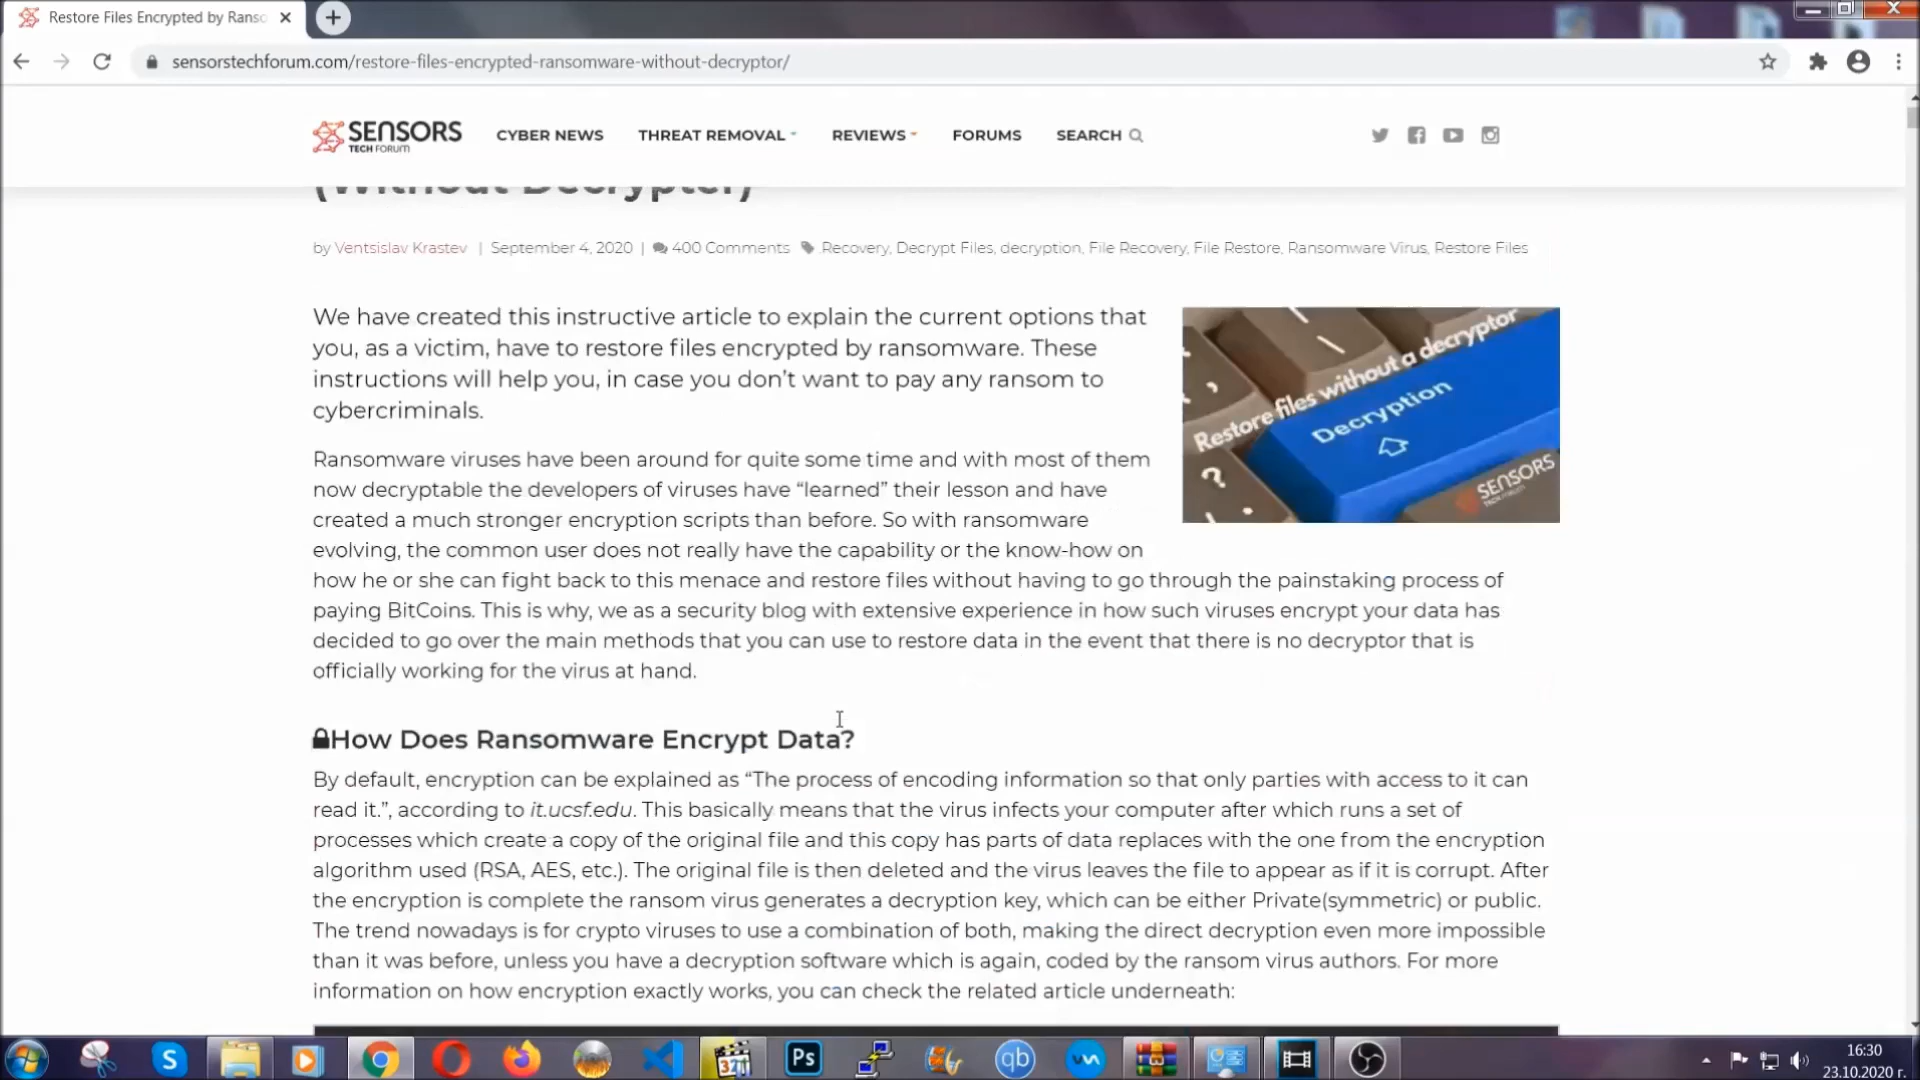 Restore Files Encrypted by Ranso
sensorstechforum.com/restore-files-encrypted-ransomware-without-decryptor/
SENSORS
TECH FORUM
CYBER NEWS
THREAT REMOVAL
REVIEWS
FORUMS
SEARCH
(Without Decrypter)
by Ventsislav Krastev | September 4, 2020 | 400 Comments Recovery, Decrypt Files, decryption, File Recovery, File Restore, Ransomware Virus, Restore Files
We have created this instructive article to explain the current options that
you, as a victim, have to restore files encrypted by ransomware. These
instructions will help you, in case you don't want to pay any ransom to
cybercriminals.
Restore files without a decryptor
Decryption
SENSORS
Ransomware viruses have been around for quite some time and with most of them
now decryptable the developers of viruses have “learned” their lesson and have
created a much stronger encryption scripts than before. So with ransomware
evolving, the common user does not really have the capability or the know-how on
how he or she can fight back to this menace and restore files without having to go through the painstaking process of
paying BitCoins. This is why, we as a security blog with extensive experience in how such viruses encrypt your data has
decided to go over the main methods that you can use to restore data in the event that there is no decryptor that is
officially working for the virus at hand.
How Does Ransomware Encrypt Data?
By default, encryption can be explained as “The process of encoding information so that only parties with access to it can
read it.”, according to it.ucsf.edu. This basically means that the virus infects your computer after which runs a set of
processes which create a copy of the original file and this copy has parts of data replaces with the one from the encryption
algorithm used (RSA, AES, etc.). The original file is then deleted and the virus leaves the file to appear as if it is corrupt. After
the encryption is complete the ransom virus generates a decryption key, which can be either Private(symmetric) or public.
The trend nowadays is for crypto viruses to use a combination of both, making the direct decryption even more impossible
than it was before, unless you have a decryption software which is again, coded by the ransom virus authors. For more
information on how encryption exactly works, you can check the related article underneath:
S
321
Ps
qb
16:30
23.10.2020 г.